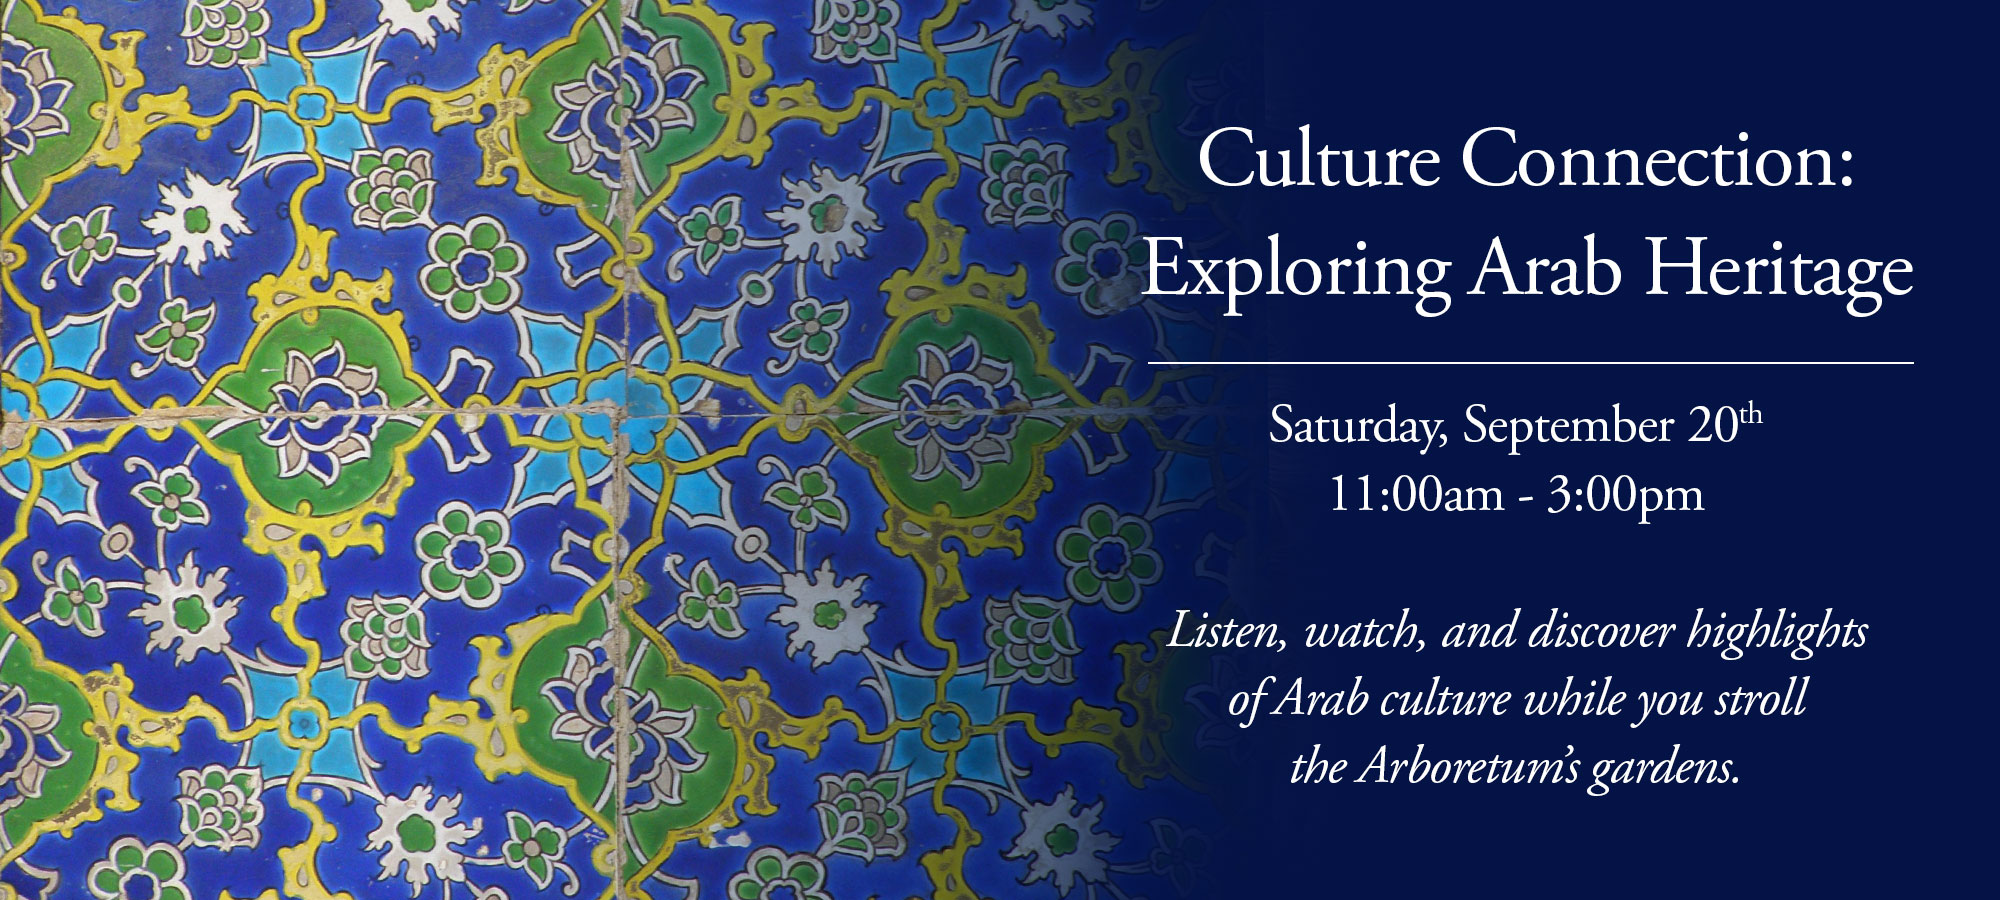 Culture Connection:
Exploring Arab Heritage
Saturday, September 20th
11:00am - 3:00pm
Listen, watch, and discover highlights
of Arab culture while you stroll
the Arboretum's gardens.